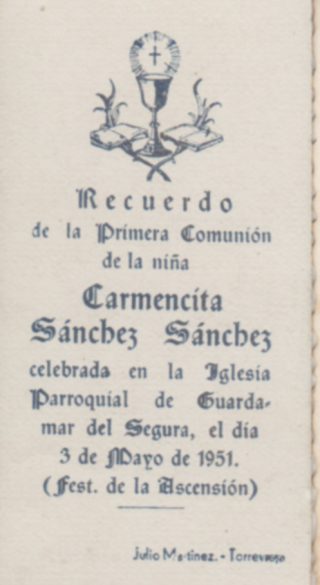 Recuerdo
de la Primera Comunión
de la niña
Carmencita
Sánchez Sánchez
celebrada en la Iglesia
Parroquial de Guarda-
mar del Segura, el día
3 de Mayo de 1951.
(Fest. de la Ascensión)
Julio Martinez. - Torrevieja